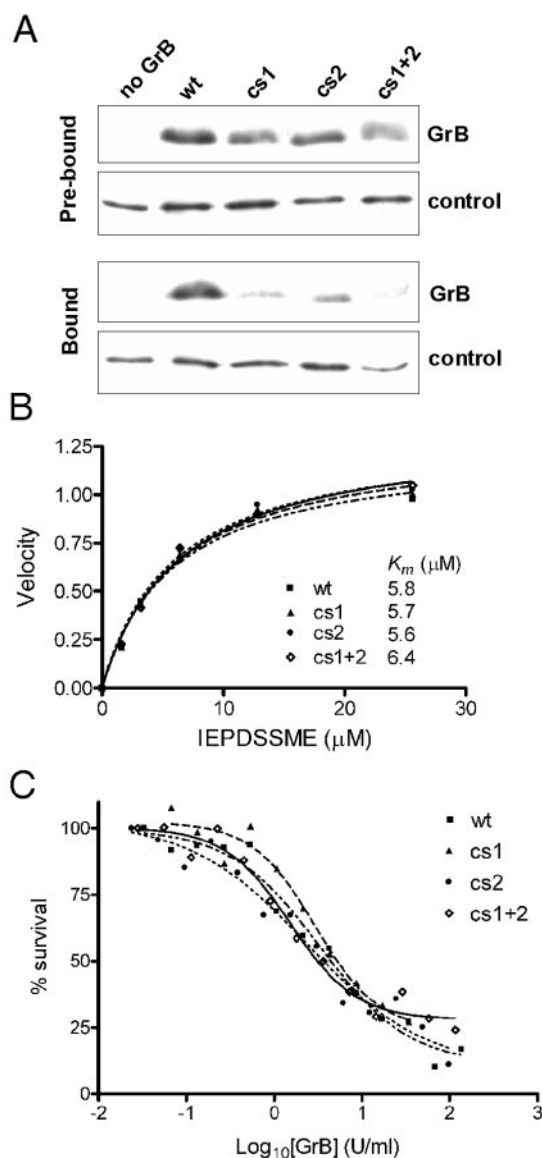 A
no GrB wt cs1 cs2 cs1+2
Pre-bound
GrB
control
Bound
GrB
control
B
Velocity
1.25
1.00
0.75
0.50
0.25
0.00
0 10 20 30
IEPDSSME (μM)
Km (μM)
wt 5.8
cs1 5.7
cs2 5.6
cs1+2 6.4
C
% survival
100
75
50
25
0
-2 -1 0 1 2 3
Log10[GrB] (U/ml)
wt
cs1
cs2
cs1+2